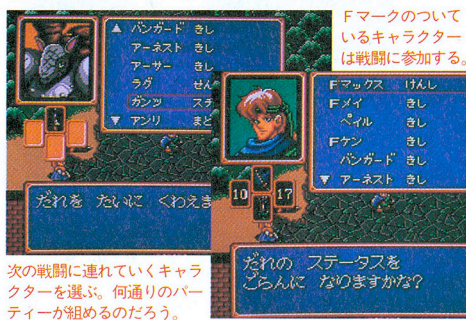 Fマークのついて
いるキャラクター
は戦闘に参加する。
▲ バンガード きし
アーネスト きし
アーサー きし
ラグ せん
ガンツ ステ
▼ アンリ まど
だれを たいに くわえま
Fマックス けんし
Fメイ きし
ペイル きし
Fケン きし
バンガード きし
▼ アーネスト きし
10 17
だれの ステータスを
ごらんに なりますかな?
次の戦闘に連れていくキャラ
クターを選ぶ。何通りのパー
ティーが組めるのだろう。